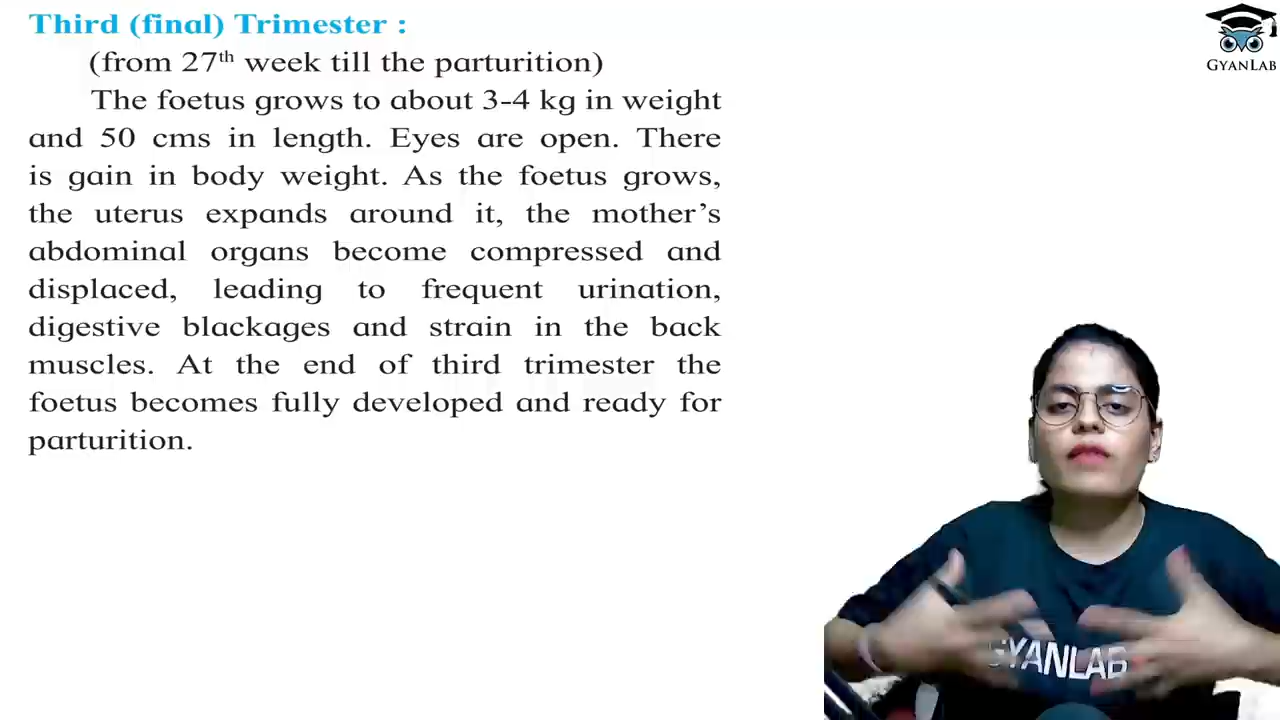 Third (final) Trimester :
(from 27th week till the parturition)
The foetus grows to about 3-4 kg in weight
and 50 cms in length. Eyes are open. There
is gain in body weight. As the foetus grows,
the uterus expands around it, the mother’s
abdominal organs become compressed and
displaced, leading to frequent urination,
digestive blackages and strain in the back
muscles. At the end of third trimester the
foetus becomes fully developed and ready for
parturition.
GYANLAB
GYANLAB